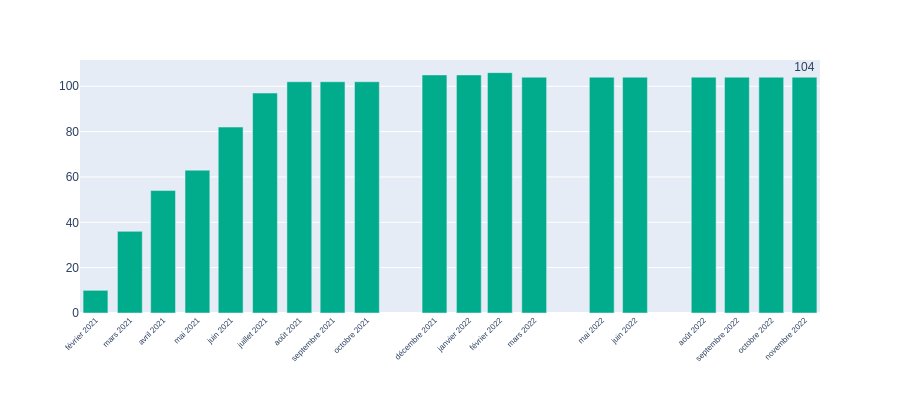 104
100
80
60
40
20
0
février 2021
mars 2021
avril 2021
mai 2021
juin 2021
juillet 2021
août 2021
septembre 2021
octobre 2021
décembre 2021
janvier 2022
février 2022
mars 2022
mai 2022
juin 2022
août 2022
septembre 2022
octobre 2022
novembre 2022